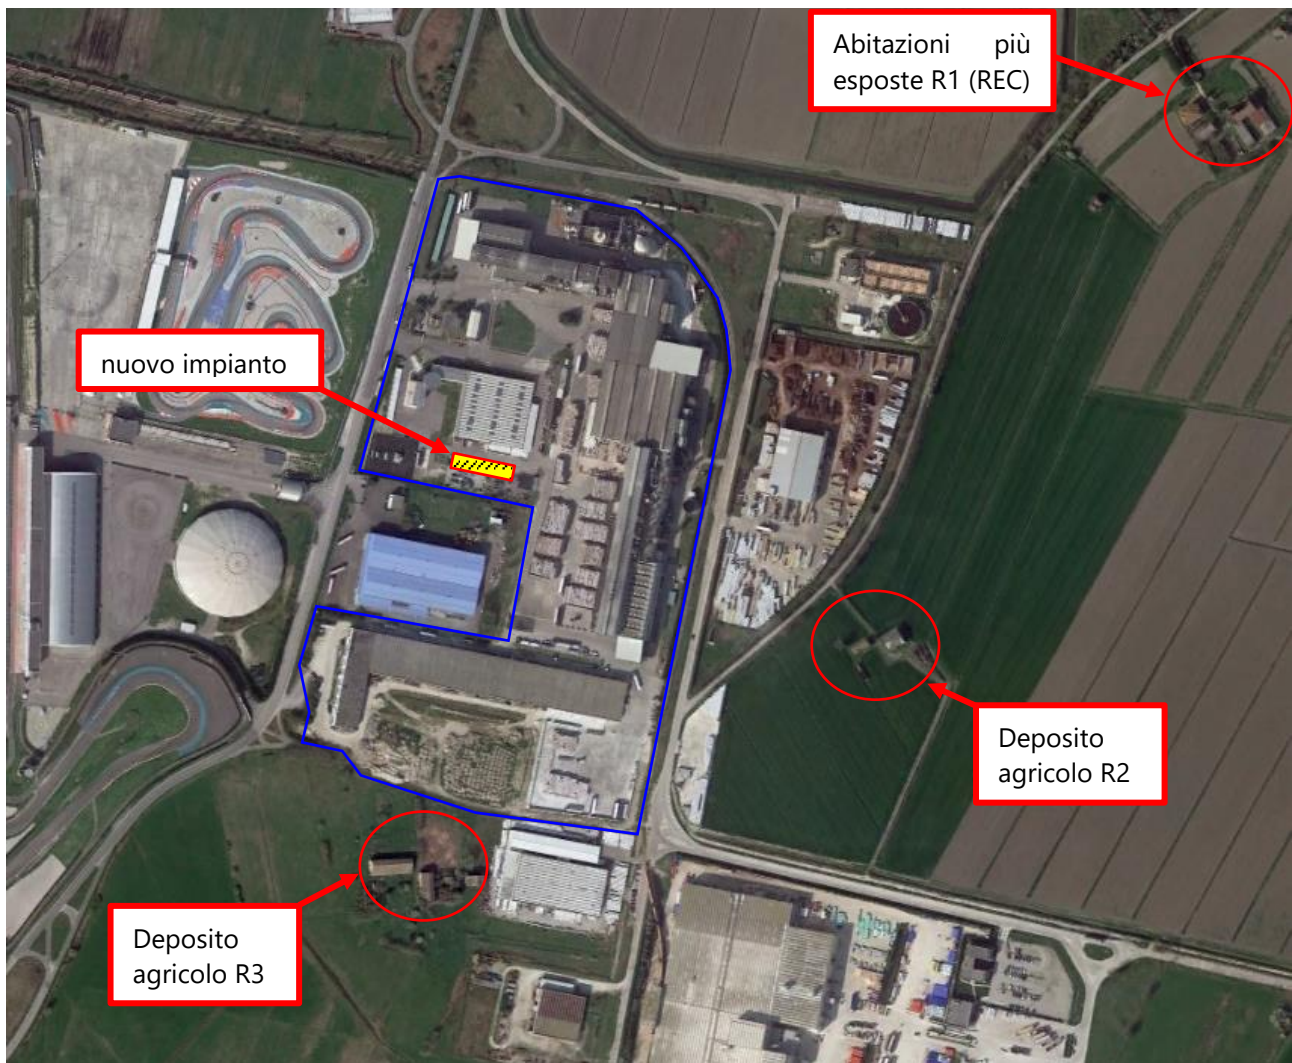 Abitazioni più
esposte R1 (REC)
nuovo impianto
Deposito
agricolo R2
Deposito
agricolo R3